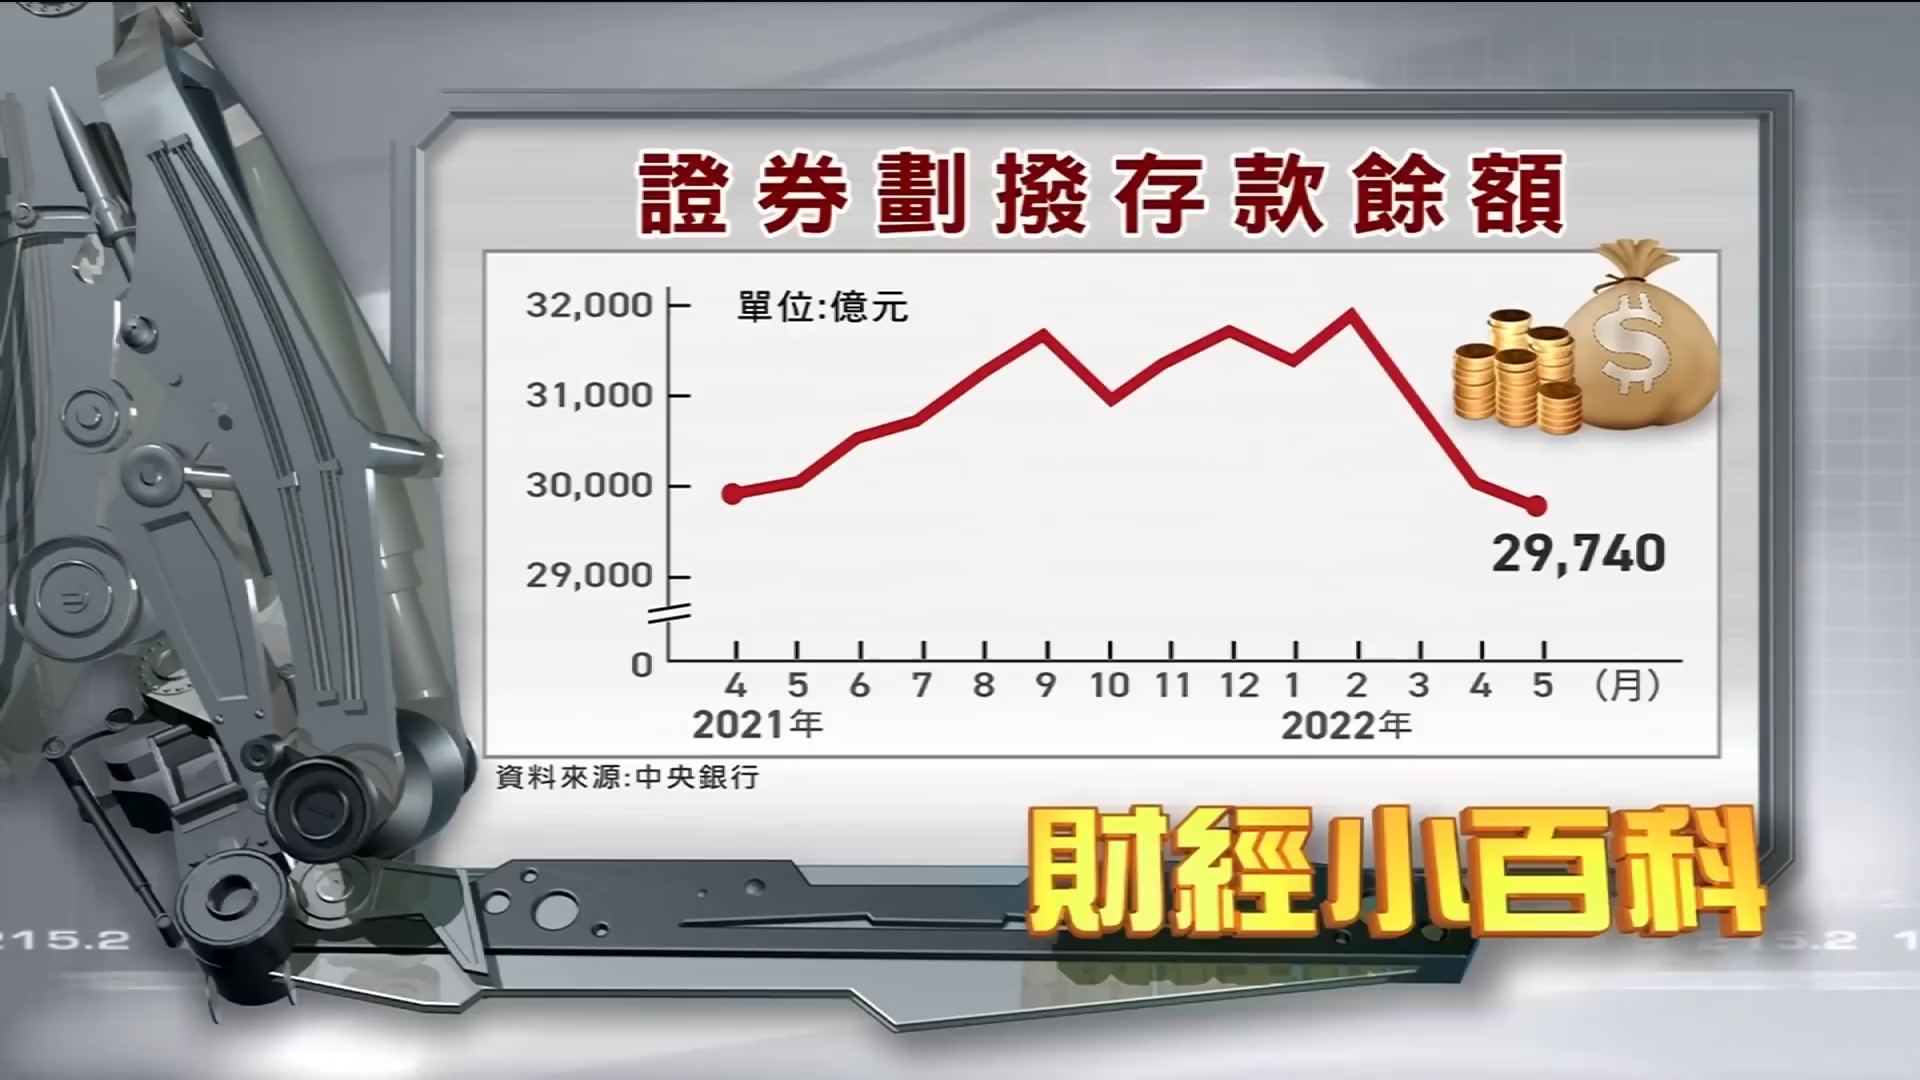 證券劃撥存款餘額
單位:億元
32,000
31,000
30,000
29,000
0
29,740
4 5 6 7 8 9 10 11 12 1 2 3 4 5 (月)
2021年 2022年
資料來源:中央銀行
財經小百科
215.2